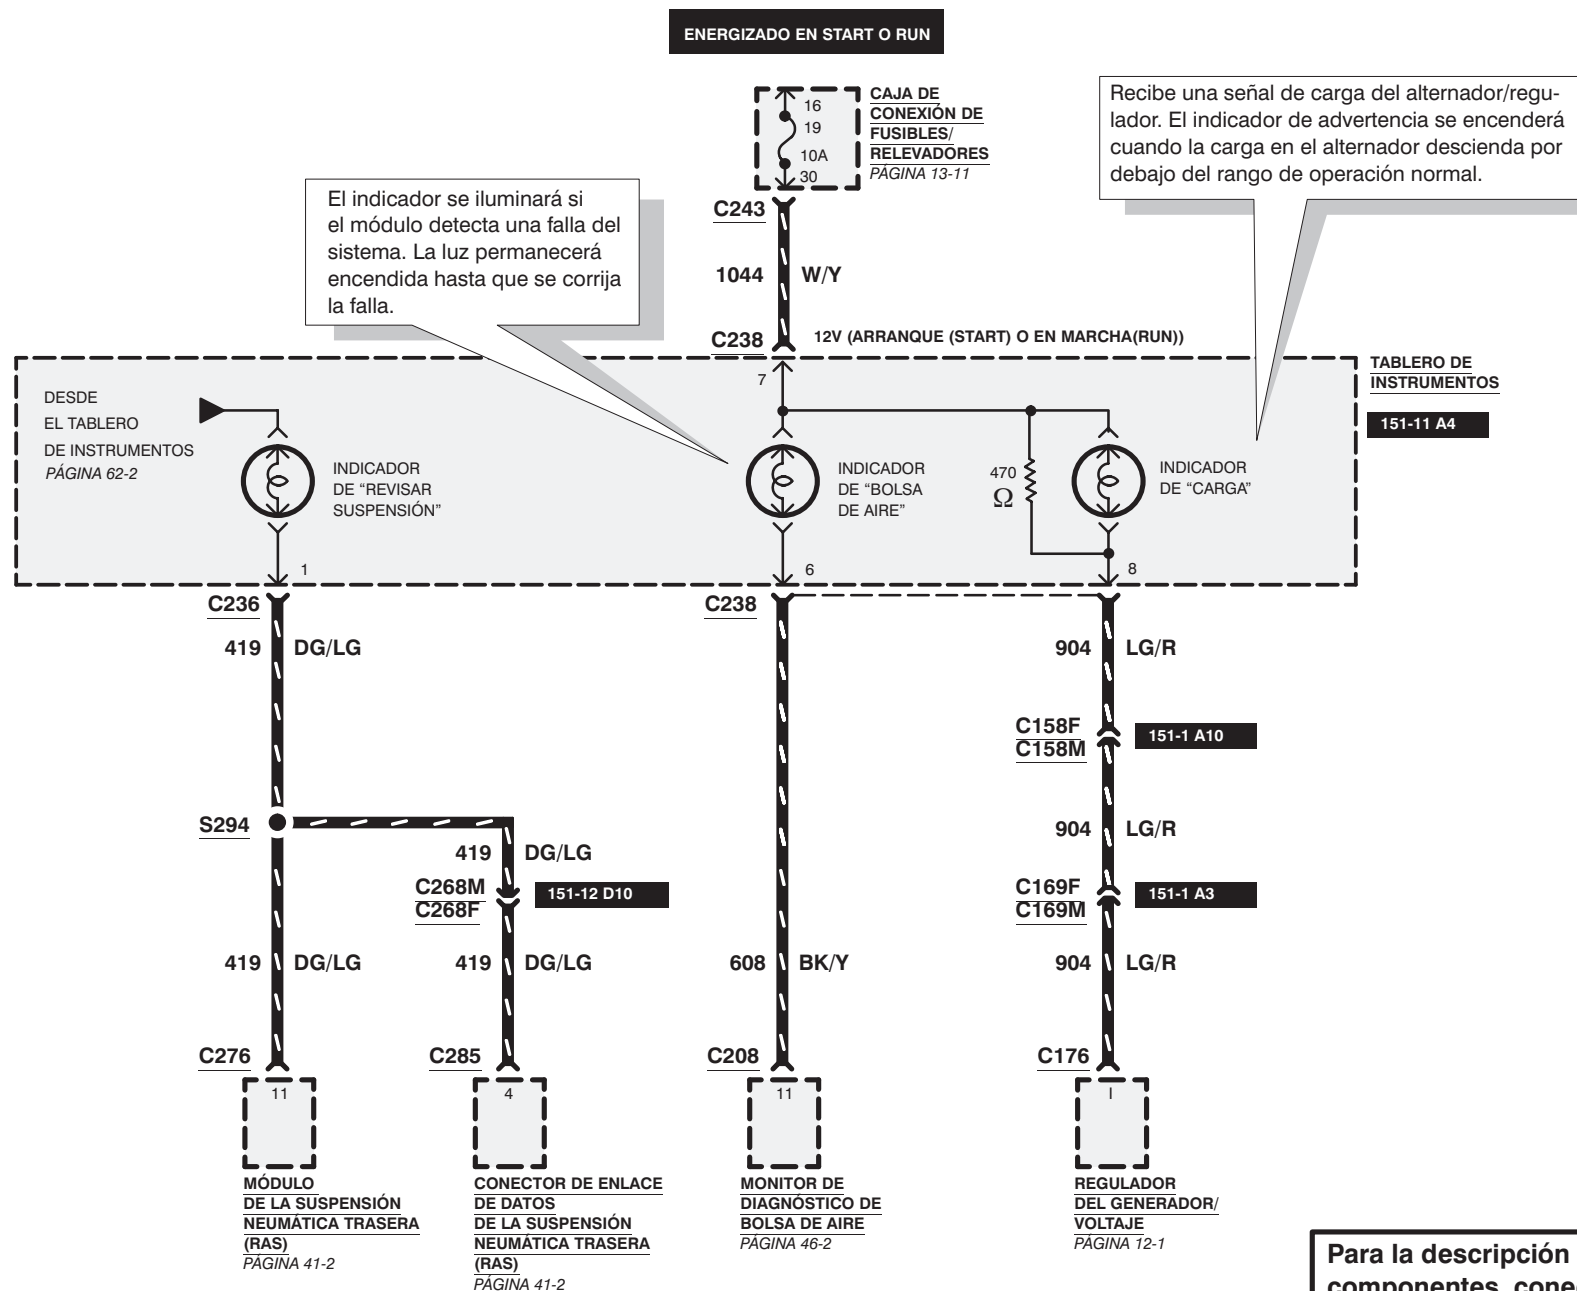 ENERGIZADO EN START O RUN
16
19
10A
30
CAJA DE
CONEXIÓN DE
FUSIBLES/
RELEVADORES
PÁGINA 13-11
Recibe una señal de carga del alternador/regu-
lador. El indicador de advertencia se encenderá
cuando la carga en el alternador descienda por
debajo del rango de operación normal.
El indicador se iluminará si
el módulo detecta una falla del
sistema. La luz permanecerá
encendida hasta que se corrija
la falla.
C243
1044 W/Y
C238
12V (ARRANQUE (START) O EN MARCHA(RUN))
TABLERO DE
INSTRUMENTOS
151-11 A4
DESDE
EL TABLERO
DE INSTRUMENTOS
PÁGINA 62-2
7
INDICADOR
DE “REVISAR
SUSPENSIÓN”
INDICADOR
DE “BOLSA
DE AIRE”
470
Ω
INDICADOR
DE “CARGA”
1
6
8
C236
C238
419 DG/LG
904 LG/R
C158F
C158M
151-1 A10
S294
904 LG/R
419 DG/LG
C268M
C268F
151-12 D10
C169F
C169M
151-1 A3
419 DG/LG
419 DG/LG
608 BK/Y
904 LG/R
C276
C285
C208
C176
11
4
11
I
MÓDULO
DE LA SUSPENSIÓN
NEUMÁTICA TRASERA
(RAS)
PÁGINA 41-2
CONECTOR DE ENLACE
DE DATOS
DE LA SUSPENSIÓN
NEUMÁTICA TRASERA
(RAS)
PÁGINA 41-2
MONITOR DE
DIAGNÓSTICO DE
BOLSA DE AIRE
PÁGINA 46-2
REGULADOR
DEL GENERADOR/
VOLTAJE
PÁGINA 12-1
Para la descripción
componentes, cone